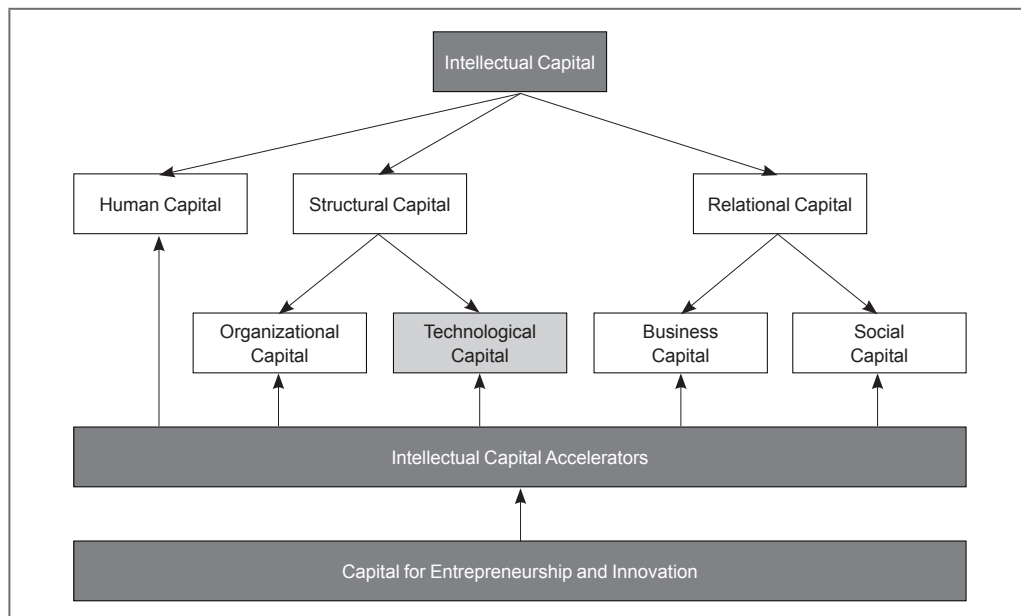 Intellectual Capital
Human Capital
Structural Capital
Relational Capital
Organizational
Capital
Technological
Capital
Business
Capital
Social
Capital
Intellectual Capital Accelerators
Capital for Entrepreneurship and Innovation